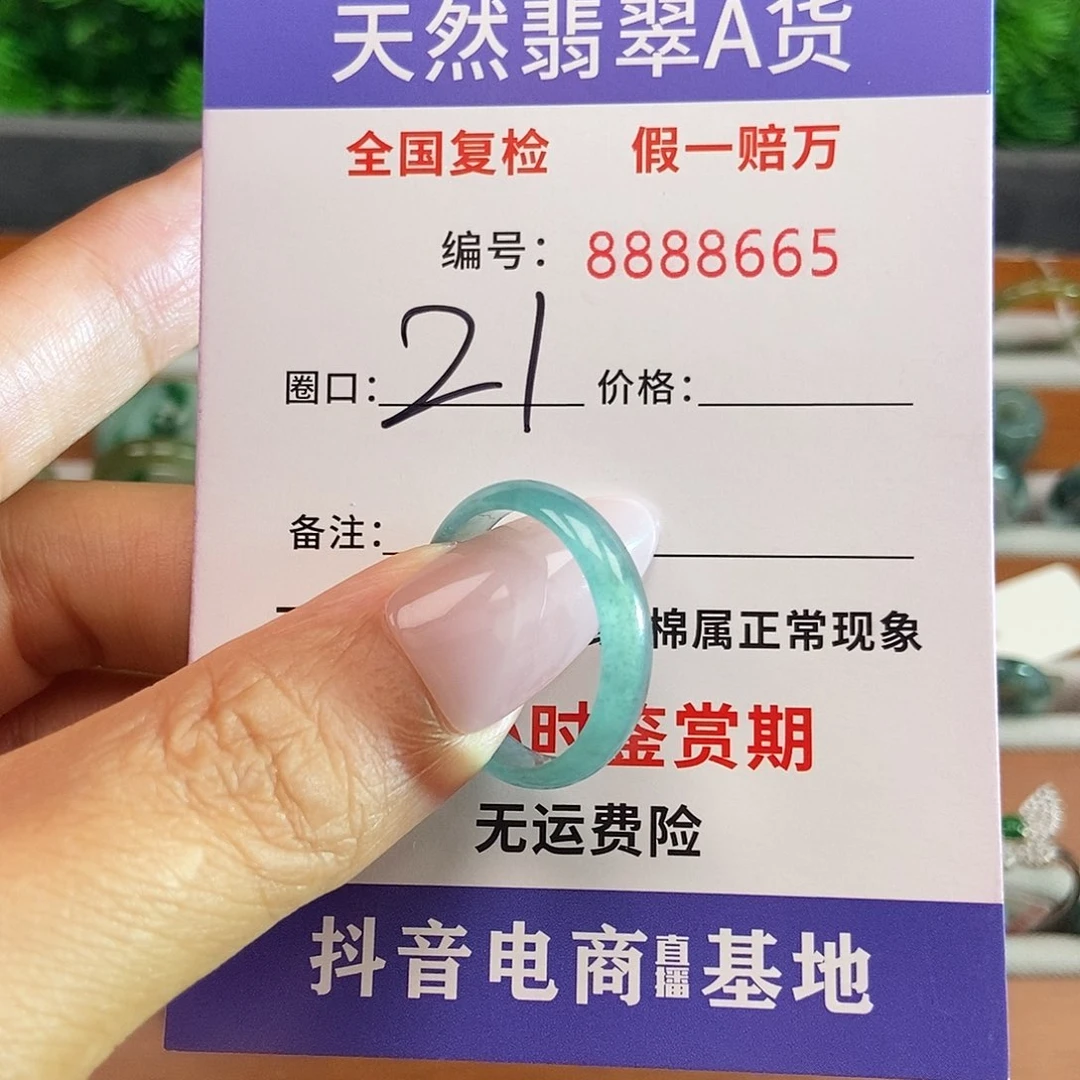 天然翡翠A货
全国复检 假一赔万
编号：8888665
圈口：21 价格：
备注：
棉属正常现象
时鉴赏期
无运费险
抖音电商直播基地